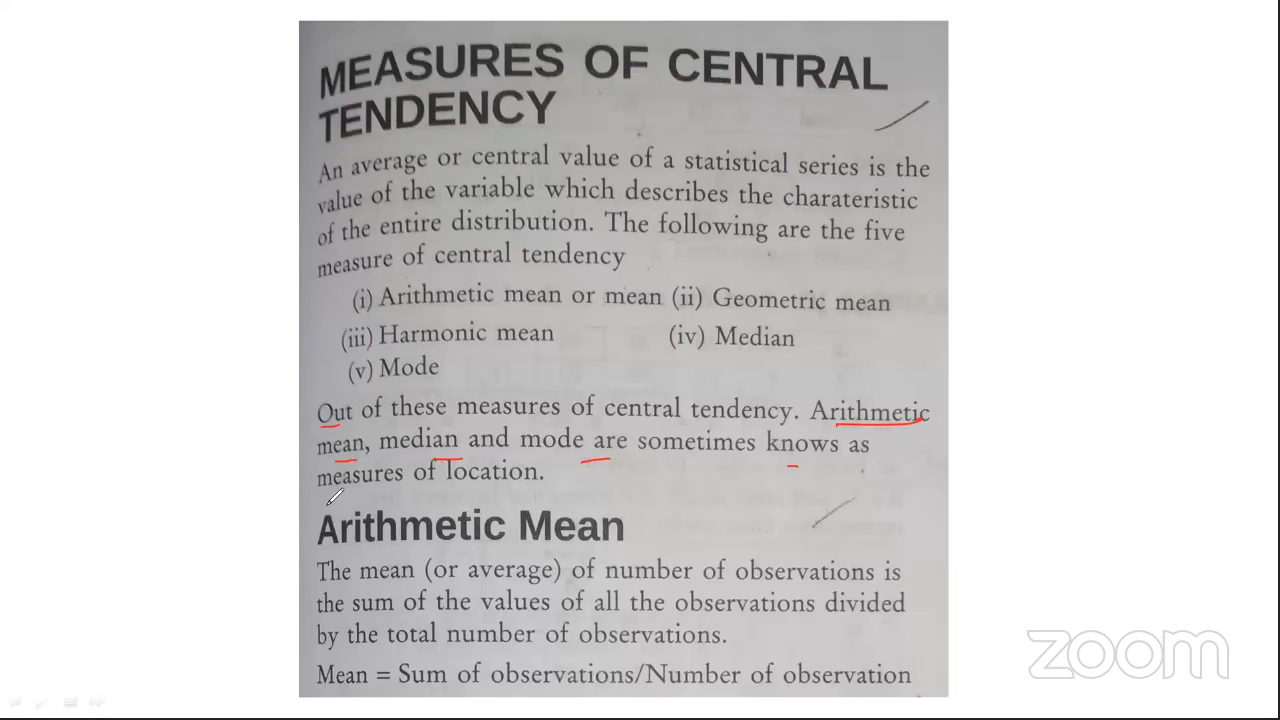 MEASURES OF CENTRAL
TENDENCY
An average or central value of a statistical series is the
value of the variable which describes the charateristic
of the entire distribution. The following are the five
measure of central tendency
(i) Arithmetic mean or mean (ii) Geometric mean
(iii) Harmonic mean (iv) Median
(v) Mode
Out of these measures of central tendency. Arithmetic
mean, median and mode are sometimes knows as
measures of location.
Arithmetic Mean
The mean (or average) of number of observations is
the sum of the values of all the observations divided
by the total number of observations.
Mean = Sum of observations/Number of observation
zoom